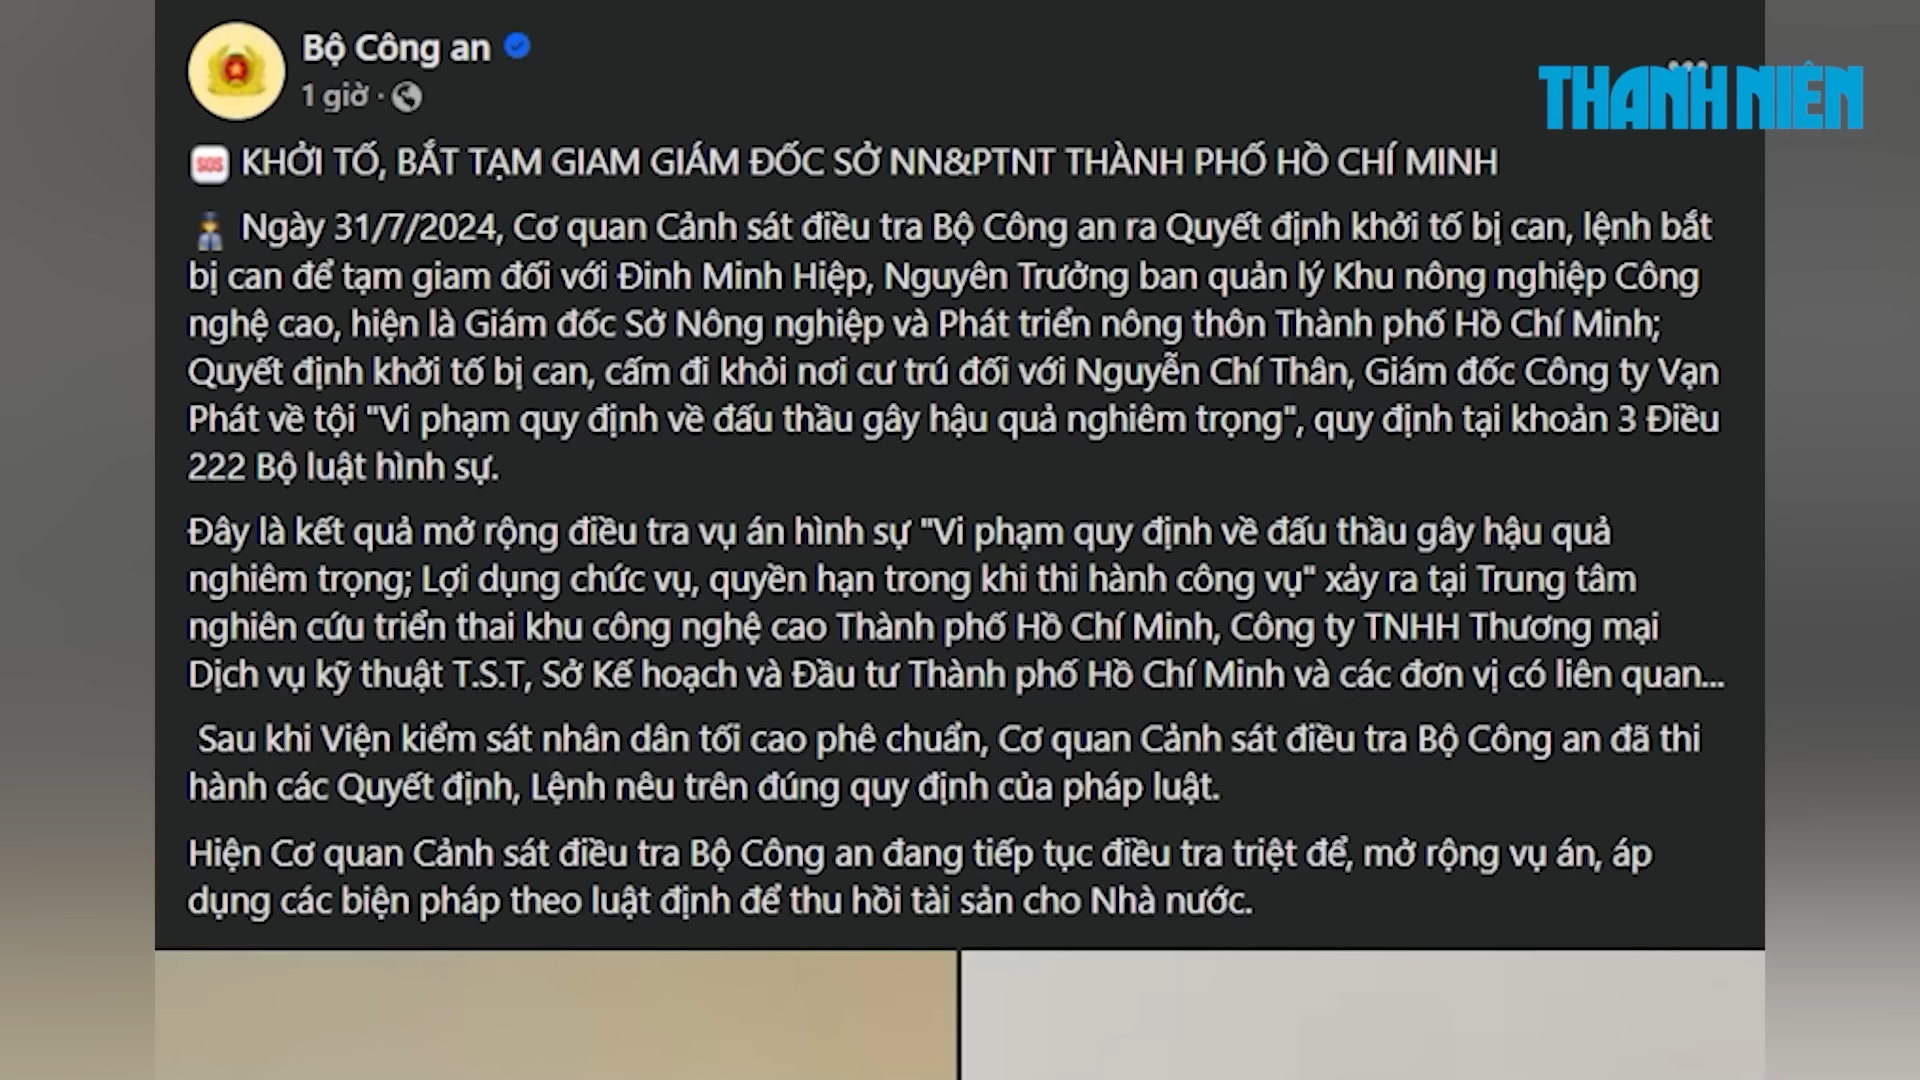 Bộ Công an
1 giờ ·
THANH NIÊN
SOS KHỞI TỐ, BẮT TẠM GIAM GIÁM ĐỐC SỞ NN&PTNT THÀNH PHỐ HỒ CHÍ MINH
Ngày 31/7/2024, Cơ quan Cảnh sát điều tra Bộ Công an ra Quyết định khởi tố bị can, lệnh bắt
bị can để tạm giam đối với Đinh Minh Hiệp, Nguyên Trưởng ban quản lý Khu nông nghiệp Công
nghệ cao, hiện là Giám đốc Sở Nông nghiệp và Phát triển nông thôn Thành phố Hồ Chí Minh;
Quyết định khởi tố bị can, cấm đi khỏi nơi cư trú đối với Nguyễn Chí Thân, Giám đốc Công ty Vạn
Phát về tội "Vi phạm quy định về đấu thầu gây hậu quả nghiêm trọng", quy định tại khoản 3 Điều
222 Bộ luật hình sự.
Đây là kết quả mở rộng điều tra vụ án hình sự "Vi phạm quy định về đấu thầu gây hậu quả
nghiêm trọng; Lợi dụng chức vụ, quyền hạn trong khi thi hành công vụ" xảy ra tại Trung tâm
nghiên cứu triển thai khu công nghệ cao Thành phố Hồ Chí Minh, Công ty TNHH Thương mại
Dịch vụ kỹ thuật T.S.T, Sở Kế hoạch và Đầu tư Thành phố Hồ Chí Minh và các đơn vị có liên quan...
Sau khi Viện kiểm sát nhân dân tối cao phê chuẩn, Cơ quan Cảnh sát điều tra Bộ Công an đã thi
hành các Quyết định, Lệnh nêu trên đúng quy định của pháp luật.
Hiện Cơ quan Cảnh sát điều tra Bộ Công an đang tiếp tục điều tra triệt để, mở rộng vụ án, áp
dụng các biện pháp theo luật định để thu hồi tài sản cho Nhà nước.